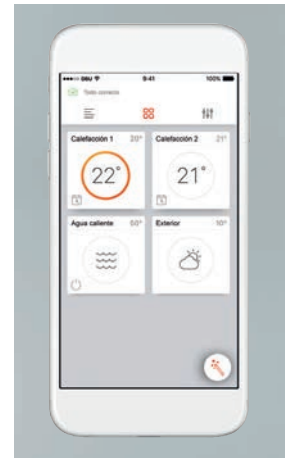 9:41
100%
Todo correcto
Calefacción 1 20°
Calefacción 2 21°
22°
21°
Agua caliente 50°
Exterior 10°